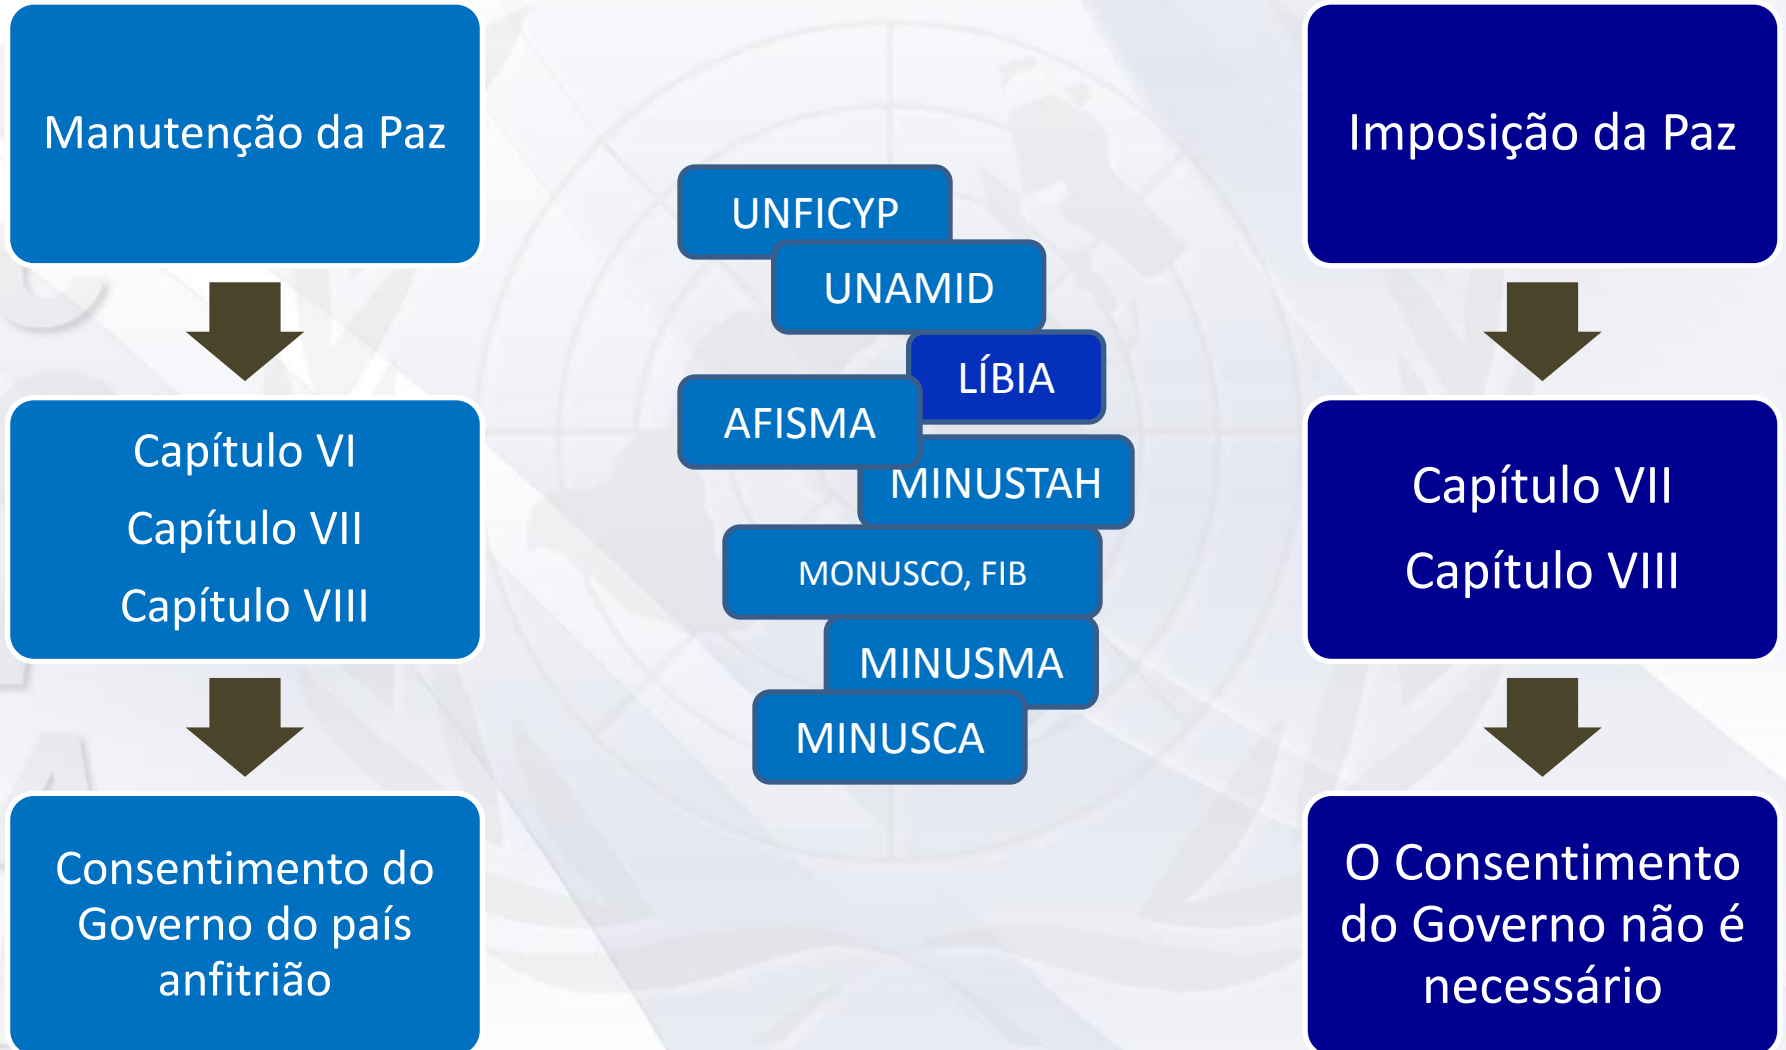 Manutenção da Paz
Capítulo VI
Capítulo VII
Capítulo VIII
Consentimento do
Governo do país
anfitrião
UNFICYP
UNAMID
LÍBIA
AFISMA
MINUSTAH
MONUSCO, FIB
MINUSMA
MINUSCA
Imposição da Paz
Capítulo VII
Capítulo VIII
O Consentimento
do Governo não é
necessário